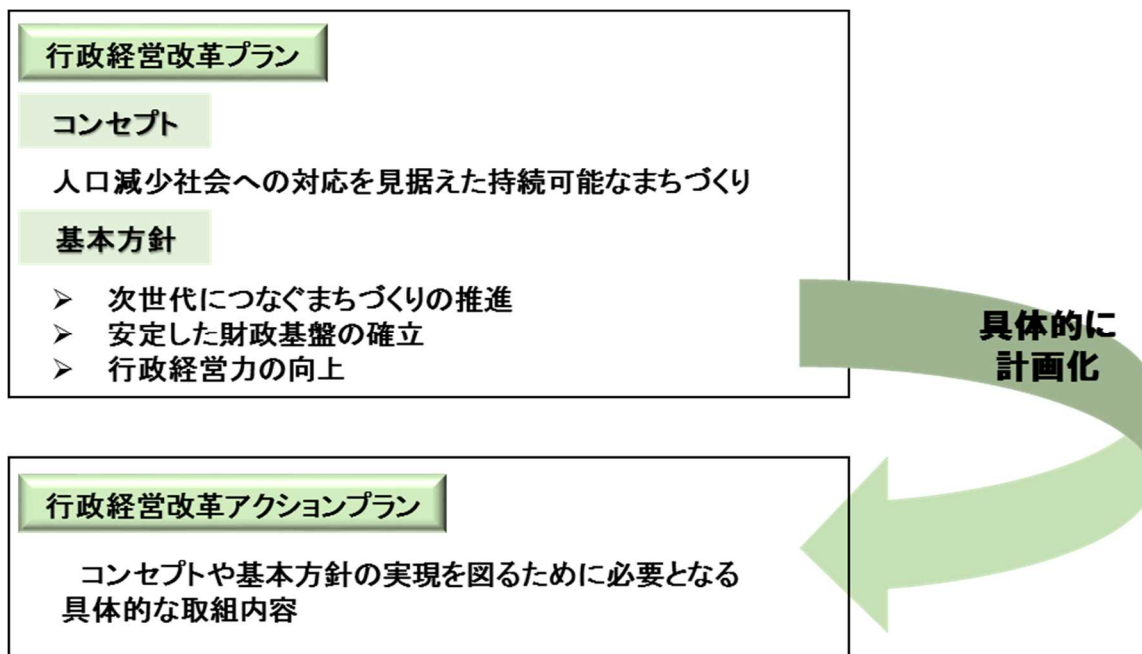 行政経営改革プラン
コンセプト
人口減少社会への対応を見据えた持続可能なまちづくり
基本方針
➢ 次世代につなぐまちづくりの推進
➢ 安定した財政基盤の確立
➢ 行政経営力の向上
具体的に
計画化
行政経営改革アクションプラン
コンセプトや基本方針の実現を図るために必要となる
具体的な取組内容